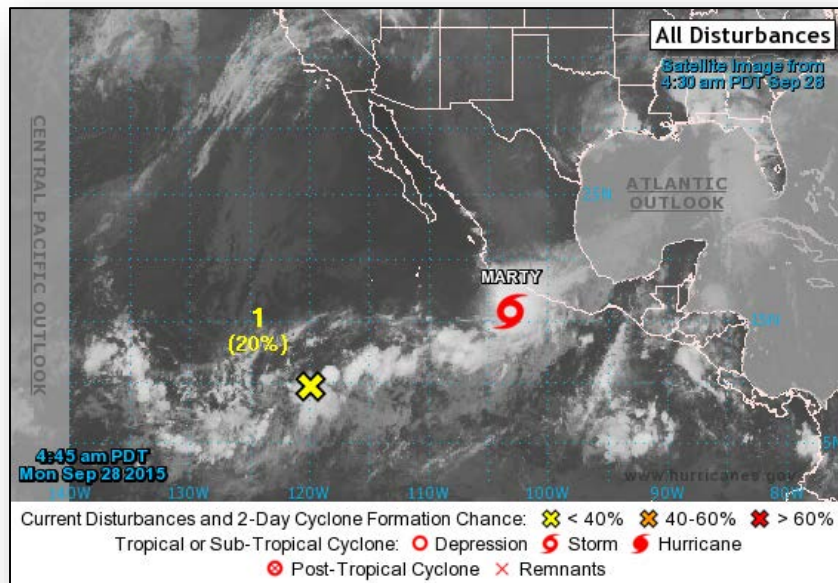 All Disturbances
Satellite Image from
4:30 am PDT Sep 28
CENTRAL PACIFIC OUTLOOK
ATLANTIC
OUTLOOK
25N
MARTY
1
(20%)
15N
4:45 am PDT
Mon Sep 28 2015
5N
www.hurricanes.gov
140W 130W 120W 110W 100W 90W 80W
Current Disturbances and 2-Day Cyclone Formation Chance: < 40% 40-60% > 60%
Tropical or Sub-Tropical Cyclone: Depression Storm Hurricane
Post-Tropical Cyclone Remnants